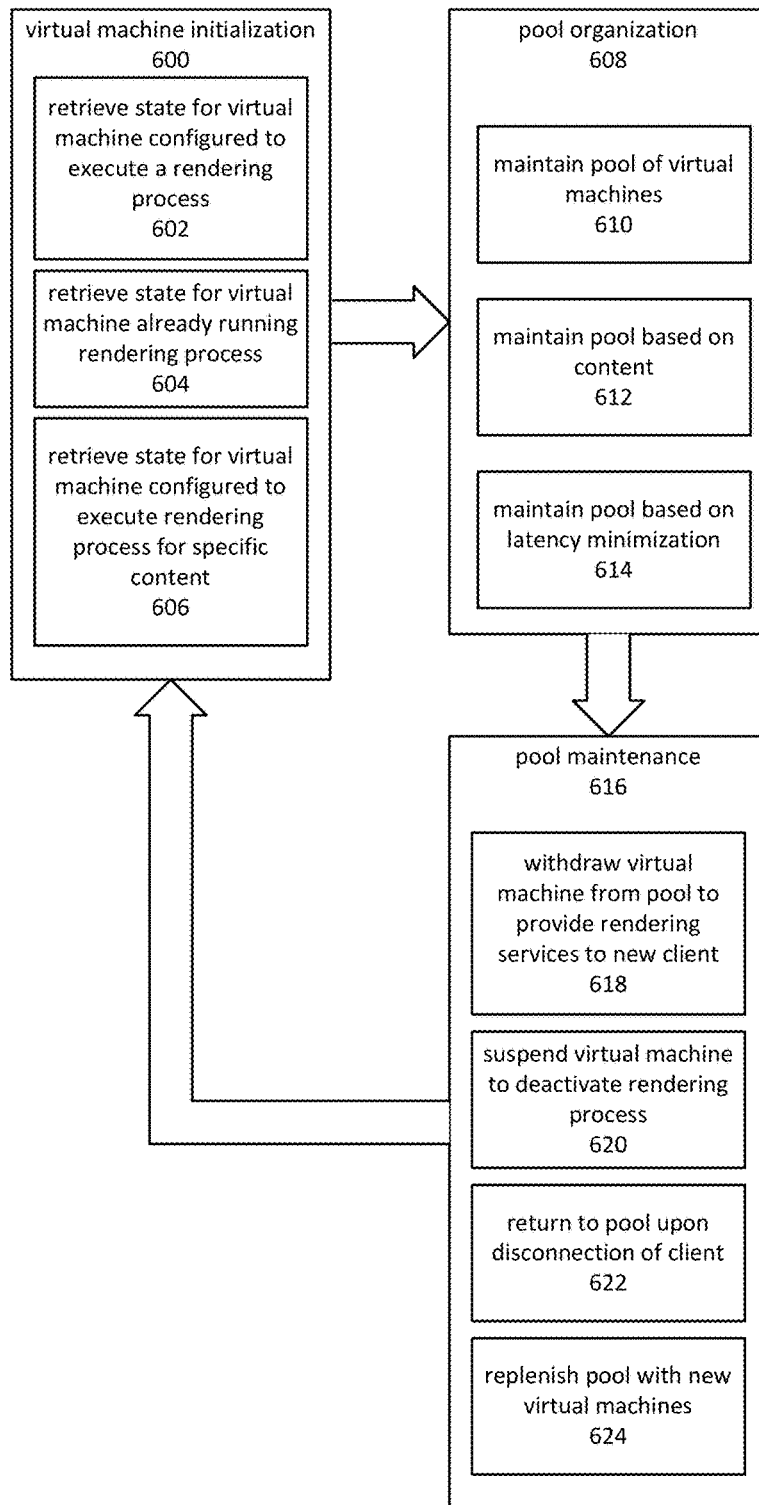 virtual machine initialization
600
retrieve state for virtual
machine configured to
execute a rendering
process
602
retrieve state for virtual
machine already running
rendering process
604
retrieve state for virtual
machine configured to
execute rendering
process for specific
content
606
pool organization
608
maintain pool of virtual
machines
610
maintain pool based on
content
612
maintain pool based on
latency minimization
614
pool maintenance
616
withdraw virtual
machine from pool to
provide rendering
services to new client
618
suspend virtual machine
to deactivate rendering
process
620
return to pool upon
disconnection of client
622
replenish pool with new
virtual machines
624